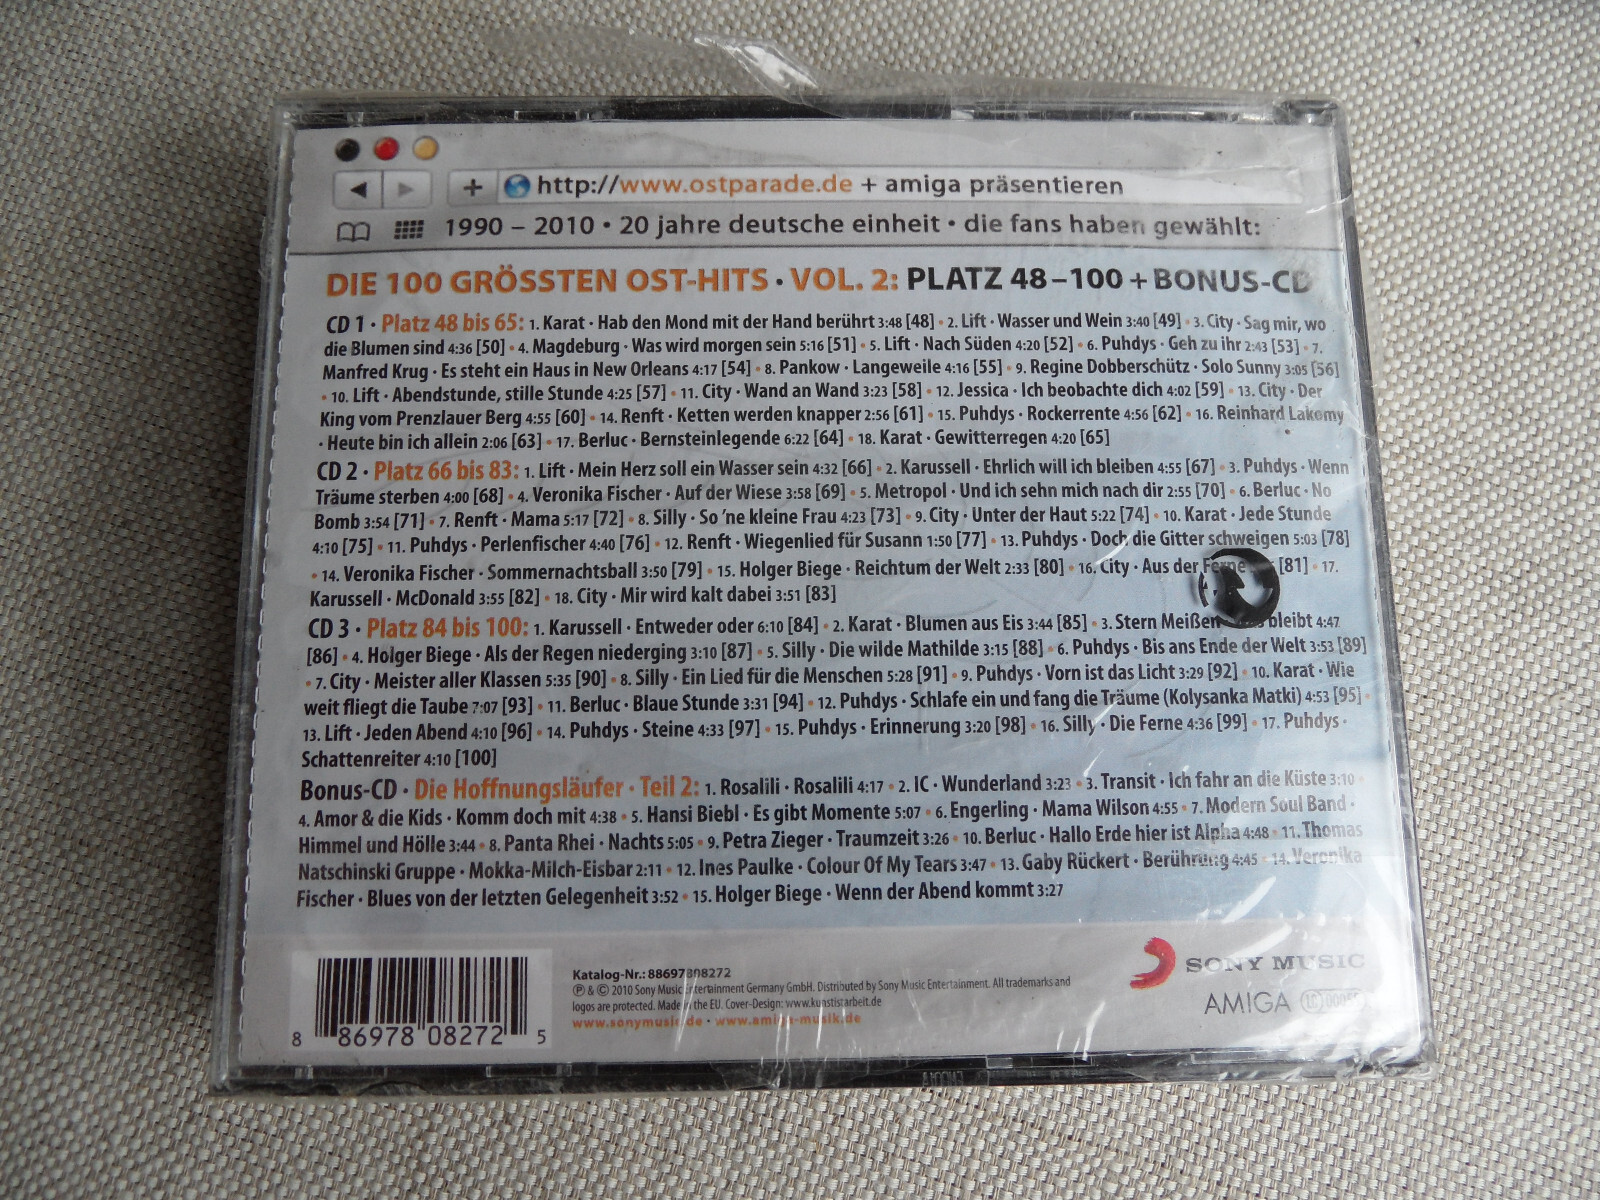 http://www.ostparade.de + amiga präsentieren
1990 – 2010 • 20 jahre deutsche einheit • die fans haben gewählt:
DIE 100 GRÖSSTEN OST-HITS · VOL. 2: PLATZ 48–100 + BONUS-CD
CD 1 · Platz 48 bis 65: 1. Karat · Hab den Mond mit der Hand berührt 3:48 [48] • 2. Lift · Wasser und Wein 3:40 [49] • 3. City · Sag mir, wo
die Blumen sind 4:36 [50] • 4. Magdeburg · Was wird morgen sein 5:16 [51] • 5. Lift · Nach Süden 4:20 [52] • 6. Puhdys · Geh zu ihr 2:43 [53] • 7.
Manfred Krug · Es steht ein Haus in New Orleans 4:17 [54] • 8. Pankow · Langeweile 4:16 [55] • 9. Regine Dobberschütz · Solo Sunny 3:05 [56]
• 10. Lift · Abendstunde, stille Stunde 4:25 [57] • 11. City · Wand an Wand 3:23 [58] • 12. Jessica · Ich beobachte dich 4:02 [59] • 13. City · Der
King vom Prenzlauer Berg 4:55 [60] • 14. Renft · Ketten werden knapper 2:56 [61] • 15. Puhdys · Rockerrente 4:56 [62] • 16. Reinhard Lakomy
· Heute bin ich allein 2:06 [63] • 17. Berluc · Bernsteinlegende 6:22 [64] • 18. Karat · Gewitterregen 4:20 [65]
CD 2 · Platz 66 bis 83: 1. Lift · Mein Herz soll ein Wasser sein 4:32 [66] • 2. Karussell · Ehrlich will ich bleiben 4:55 [67] • 3. Puhdys · Wenn
Träume sterben 4:00 [68] • 4. Veronika Fischer · Auf der Wiese 3:58 [69] • 5. Metropol · Und ich sehn mich nach dir 2:55 [70] • 6. Berluc · No
Bomb 3:54 [71] • 7. Renft · Mama 5:17 [72] • 8. Silly · So 'ne kleine Frau 4:23 [73] • 9. City · Unter der Haut 5:22 [74] • 10. Karat · Jede Stunde
4:10 [75] • 11. Puhdys · Perlenfischer 4:40 [76] • 12. Renft · Wiegenlied für Susann 1:50 [77] • 13. Puhdys · Doch die Gitter schweigen 5:03 [78]
• 14. Veronika Fischer · Sommernachtsball 3:50 [79] • 15. Holger Biege · Reichtum der Welt 2:33 [80] • 16. City · Aus der Ferne [81] • 17.
Karussell · McDonald 3:55 [82] • 18. City · Mir wird kalt dabei 3:51 [83]
CD 3 · Platz 84 bis 100: 1. Karussell · Entweder oder 6:10 [84] • 2. Karat · Blumen aus Eis 3:44 [85] • 3. Stern Meißen bleibt 4:47
[86] • 4. Holger Biege · Als der Regen niederging 3:10 [87] • 5. Silly · Die wilde Mathilde 3:15 [88] • 6. Puhdys · Bis ans Ende der Welt 3:53 [89]
• 7. City · Meister aller Klassen 5:35 [90] • 8. Silly · Ein Lied für die Menschen 5:28 [91] • 9. Puhdys · Vorn ist das Licht 3:29 [92] • 10. Karat · Wie
weit fliegt die Taube 7:07 [93] • 11. Berluc · Blaue Stunde 3:31 [94] • 12. Puhdys · Schlafe ein und fang die Träume (Kolysanka Matki) 4:53 [95] •
13. Lift · Jeden Abend 4:10 [96] • 14. Puhdys · Steine 4:33 [97] • 15. Puhdys · Erinnerung 3:20 [98] • 16. Silly · Die Ferne 4:36 [99] • 17. Puhdys ·
Schattenreiter 4:10 [100]
Bonus-CD · Die Hoffnungsläufer · Teil 2: 1. Rosalili · Rosalili 4:17 • 2. IC · Wunderland 3:23 • 3. Transit · Ich fahr an die Küste 3:10 •
4. Amor & die Kids · Komm doch mit 4:38 • 5. Hansi Biebl · Es gibt Momente 5:07 • 6. Engerling · Mama Wilson 4:55 • 7. Modern Soul Band ·
Himmel und Hölle 3:44 • 8. Panta Rhei · Nachts 5:05 • 9. Petra Zieger · Traumzeit 3:26 • 10. Berluc · Hallo Erde hier ist Alpha 4:48 • 11. Thomas
Natschinski Gruppe · Mokka-Milch-Eisbar 2:11 • 12. Ines Paulke · Colour Of My Tears 3:47 • 13. Gaby Rückert · Berührung 4:45 • 14. Veronika
Fischer · Blues von der letzten Gelegenheit 3:52 • 15. Holger Biege · Wenn der Abend kommt 3:27
Katalog-Nr.: 88697808272
℗ & © 2010 Sony Music Entertainment Germany GmbH. Distributed by Sony Music Entertainment. All trademarks and
logos are protected. Made in the EU. Cover-Design: www.kunstistarbeit.de
www.sonymusic.de · www.amiga-musik.de
8 86978 08272 5
SONY MUSIC
AMIGA LC